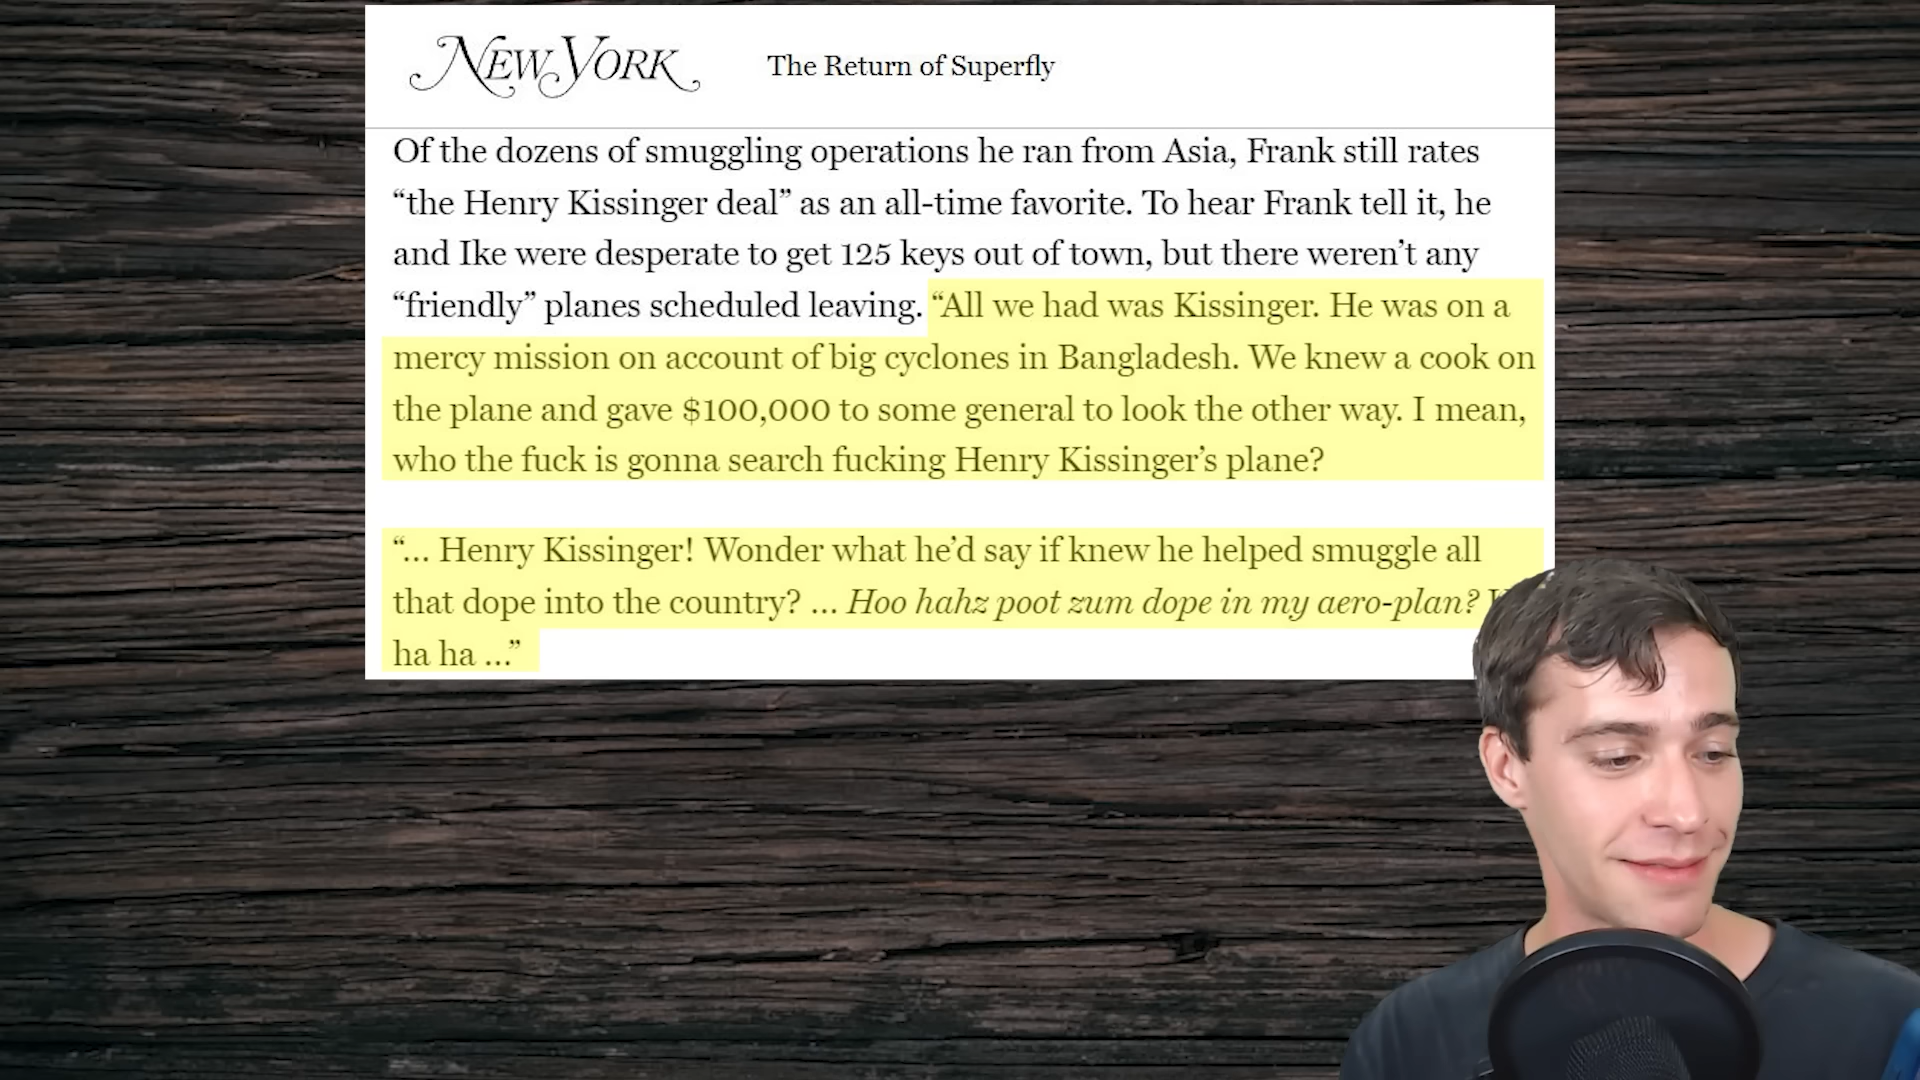 NEW YORK
The Return of Superfly
Of the dozens of smuggling operations he ran from Asia, Frank still rates
“the Henry Kissinger deal” as an all-time favorite. To hear Frank tell it, he
and Ike were desperate to get 125 keys out of town, but there weren’t any
“friendly” planes scheduled leaving. “All we had was Kissinger. He was on a
mercy mission on account of big cyclones in Bangladesh. We knew a cook on
the plane and gave $100,000 to some general to look the other way. I mean,
who the fuck is gonna search fucking Henry Kissinger’s plane?
“… Henry Kissinger! Wonder what he’d say if knew he helped smuggle all
that dope into the country? … Hoo hahz poot zum dope in my aero-plan?
ha ha …”